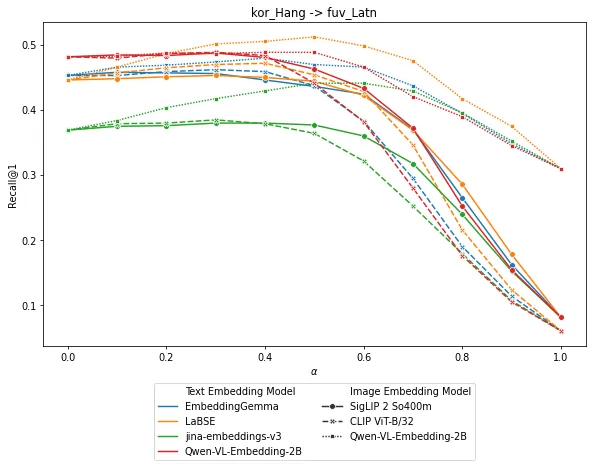 kor_Hang -> fuv_Latn
0.5
0.4
0.3
0.2
0.1
Recall@1
0.0 0.2 0.4 0.6 0.8 1.0
α
Text Embedding Model
EmbeddingGemma
LaBSE
jina-embeddings-v3
Qwen-VL-Embedding-2B
Image Embedding Model
SigLIP 2 So400m
CLIP ViT-B/32
Qwen-VL-Embedding-2B